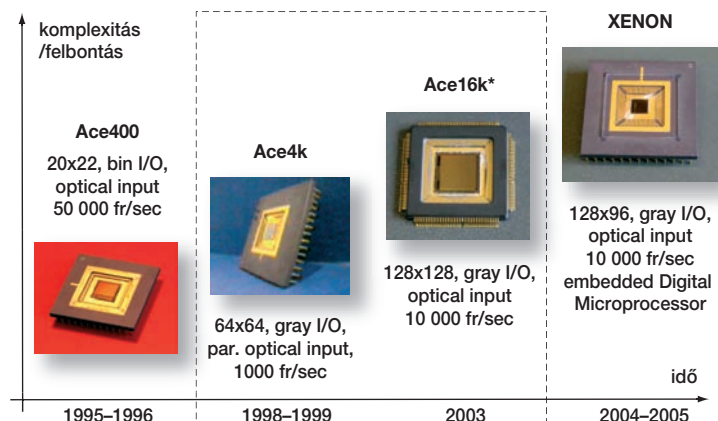 komplexitás
/felbontás
Ace400
20x22, bin I/O,
optical input
50 000 fr/sec
Ace4k
64x64, gray I/O,
par. optical input,
1000 fr/sec
Ace16k*
128x128, gray I/O,
optical input
10 000 fr/sec
XENON
128x96, gray I/O,
optical input
10 000 fr/sec
embedded Digital
Microprocessor
idő
1995–1996
1998–1999
2003
2004–2005